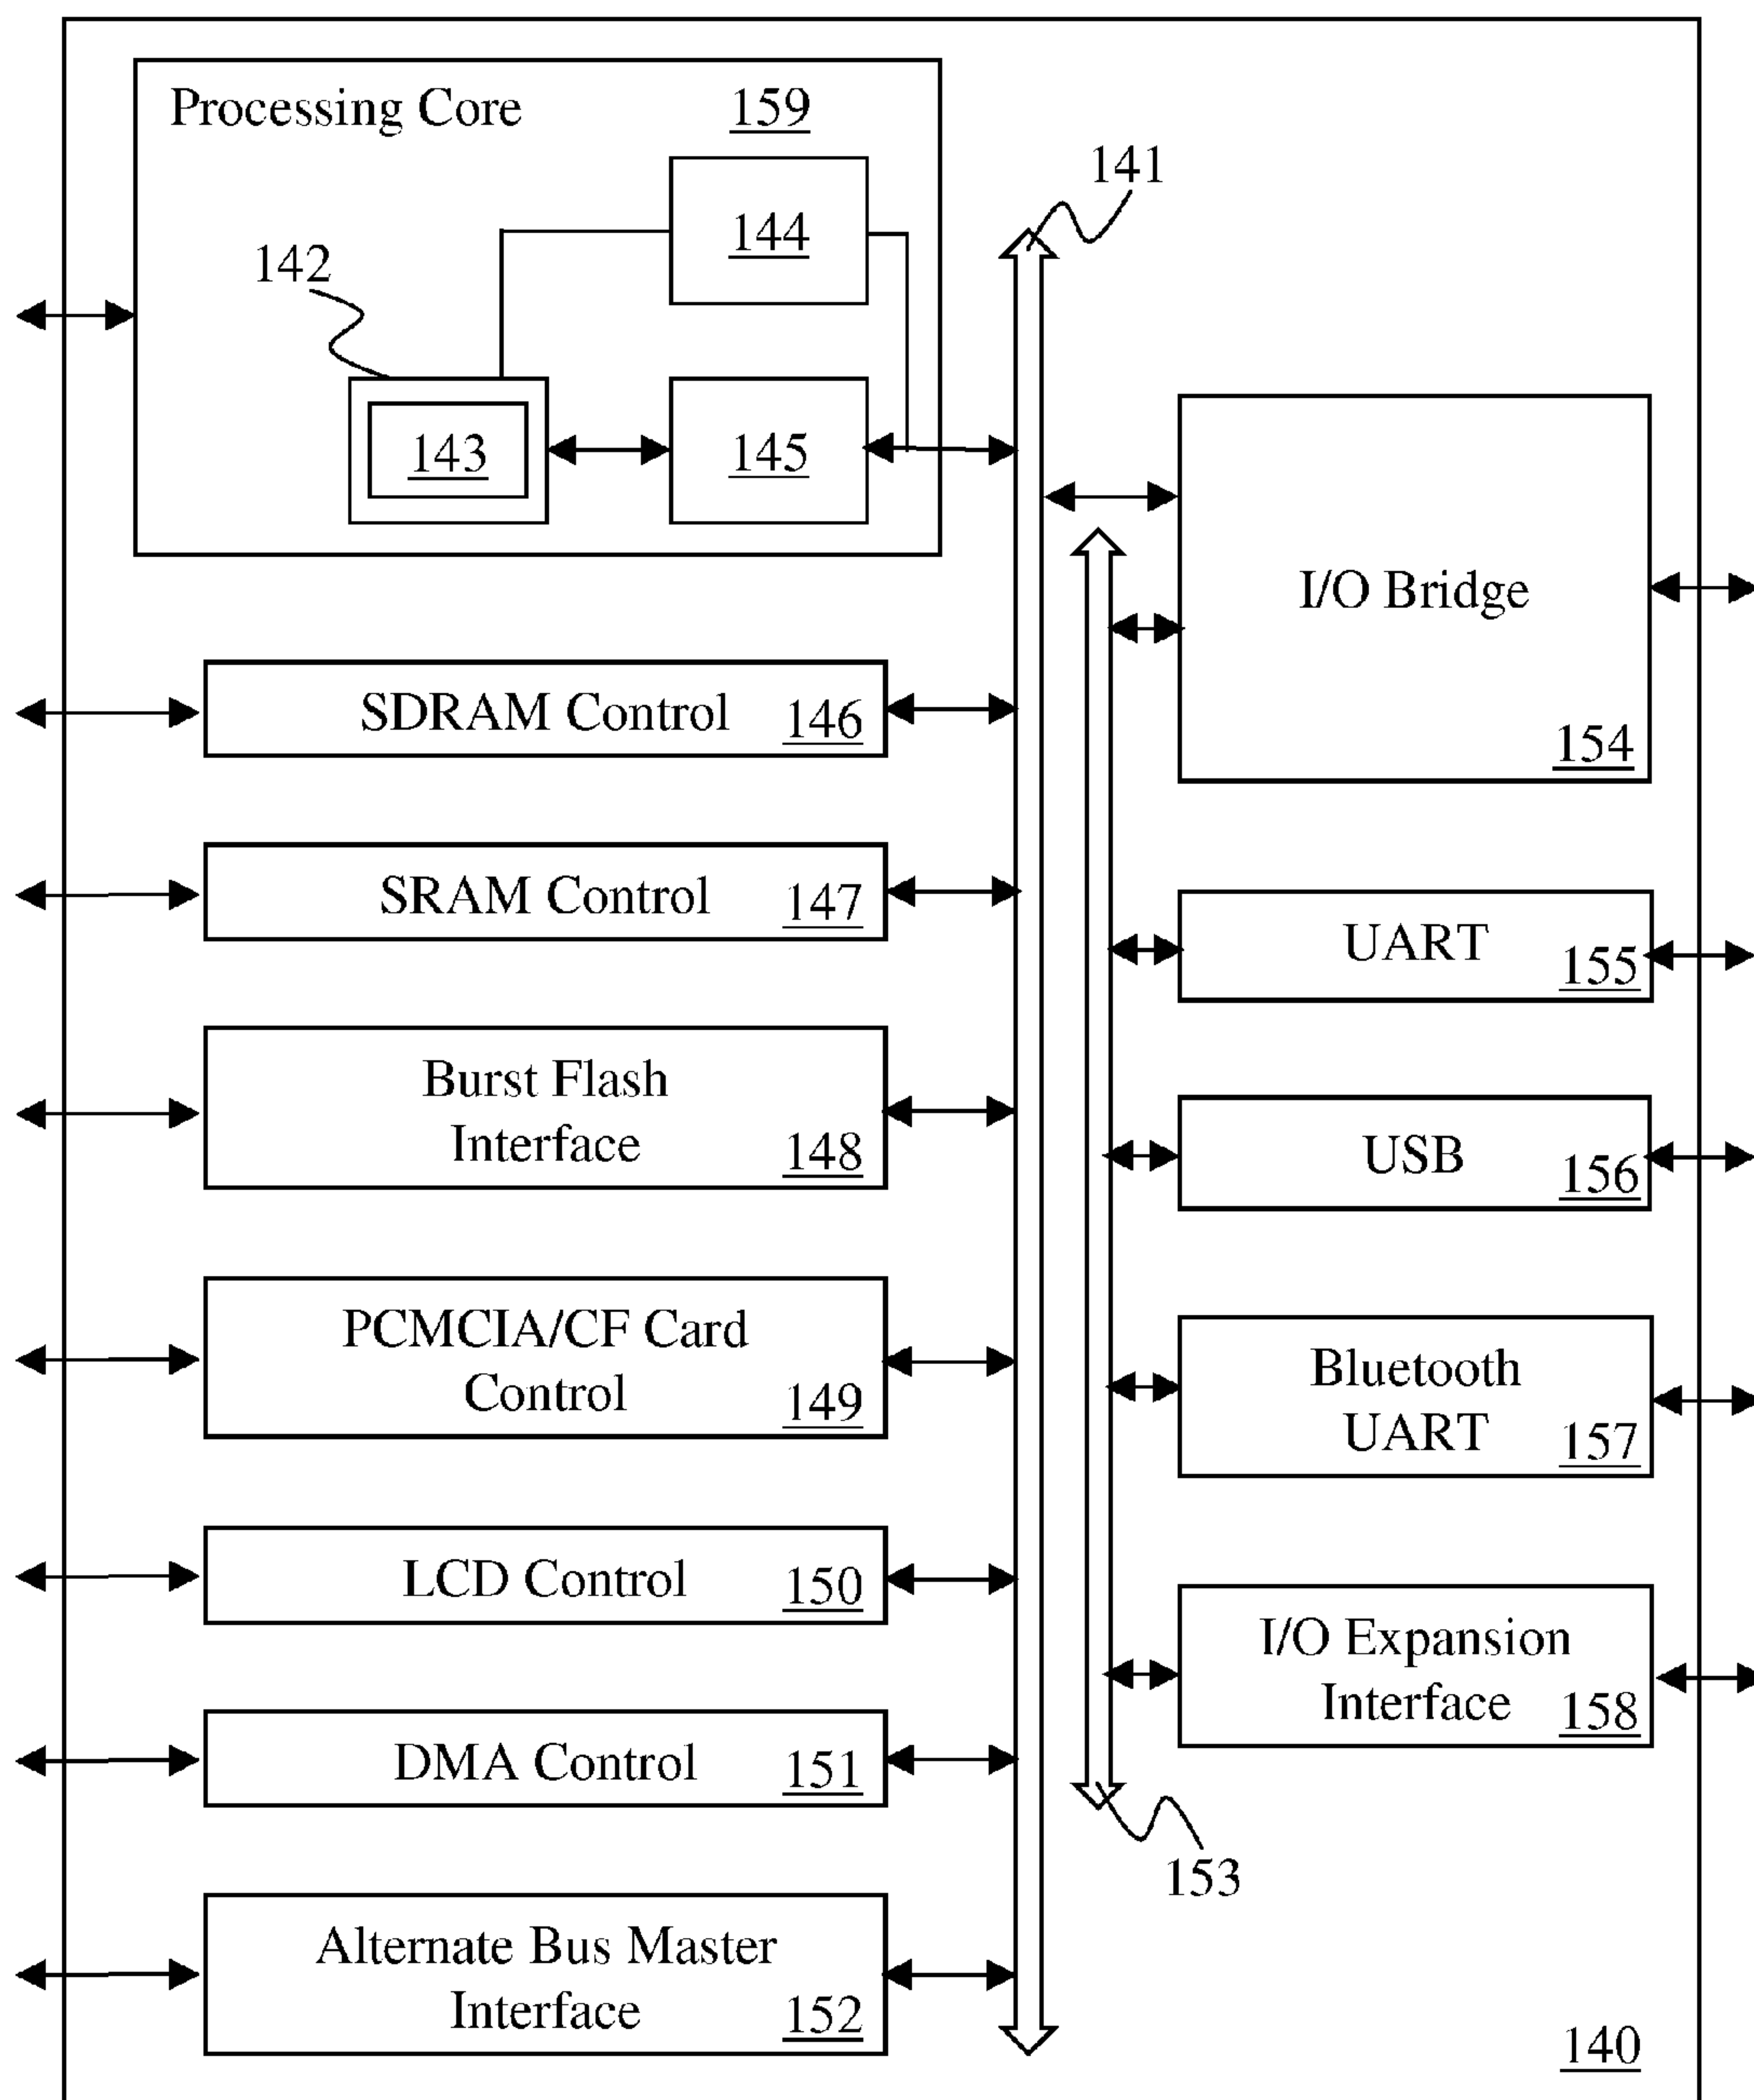 Processing Core
159
141
144
142
143
145
I/O Bridge
154
SDRAM Control
146
SRAM Control
147
UART
155
Burst Flash
Interface
148
USB
156
PCMCIA/CF Card
Control
149
Bluetooth
UART
157
LCD Control
150
I/O Expansion
Interface
158
DMA Control
151
153
Alternate Bus Master
Interface
152
140